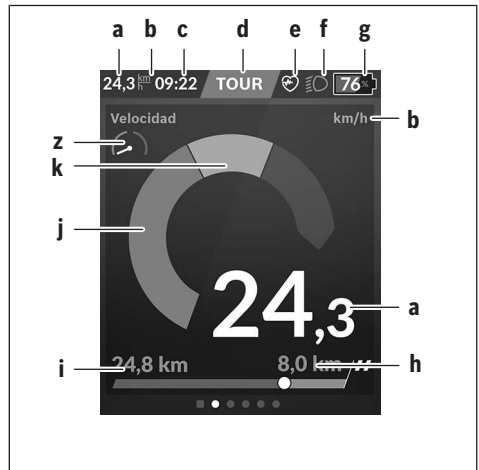 a b c d e f g
24,3 km/h 09:22 TOUR 76%
Velocidad km/h b
z
k
j
24,3 a
i 24,8 km 8,0 km h